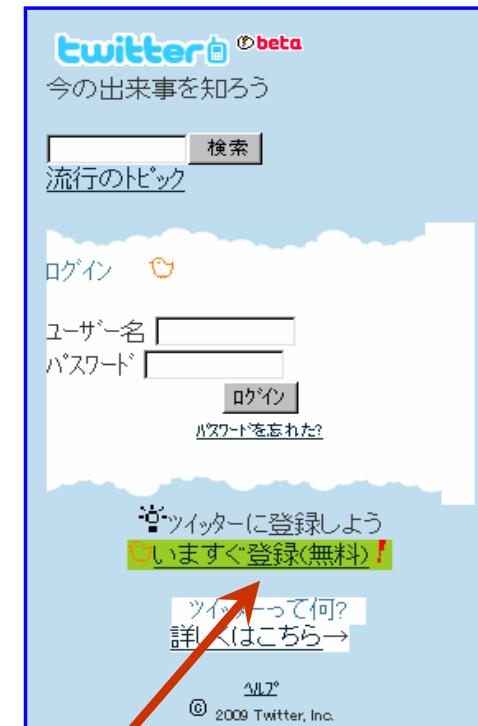 twitter beta
今の出来事を知ろう
検索
流行のﾄﾋﾟｯｸ
ﾛｸﾞｲﾝ
ﾕｰｻﾞｰ名
ﾊﾟｽﾜｰﾄﾞ
ﾛｸﾞｲﾝ
ﾊﾟｽﾜｰﾄﾞを忘れた?
ﾂｲｯﾀｰに登録しよう
いますぐ登録(無料)!
ﾂｲｯﾀｰって何?
詳しくはこちら→
ﾍﾙﾌﾟ
© 2009 Twitter, Inc.